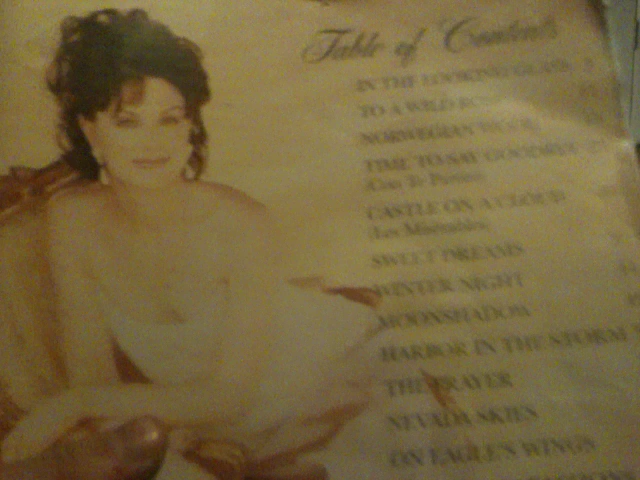 Table of Contents
IN THE LOOKING GLASS
TO A WILD ROSE
NORWEGIAN WOOD
TIME TO SAY GOODBYE
(Con Te Partiro)
CASTLE ON A CLOUD
(Les Miserables)
SWEET DREAMS
WINTER NIGHT
MOONSHADOW
HARBOR IN THE STORM
THE PRAYER
NEVADA SKIES
ON EAGLE'S WINGS